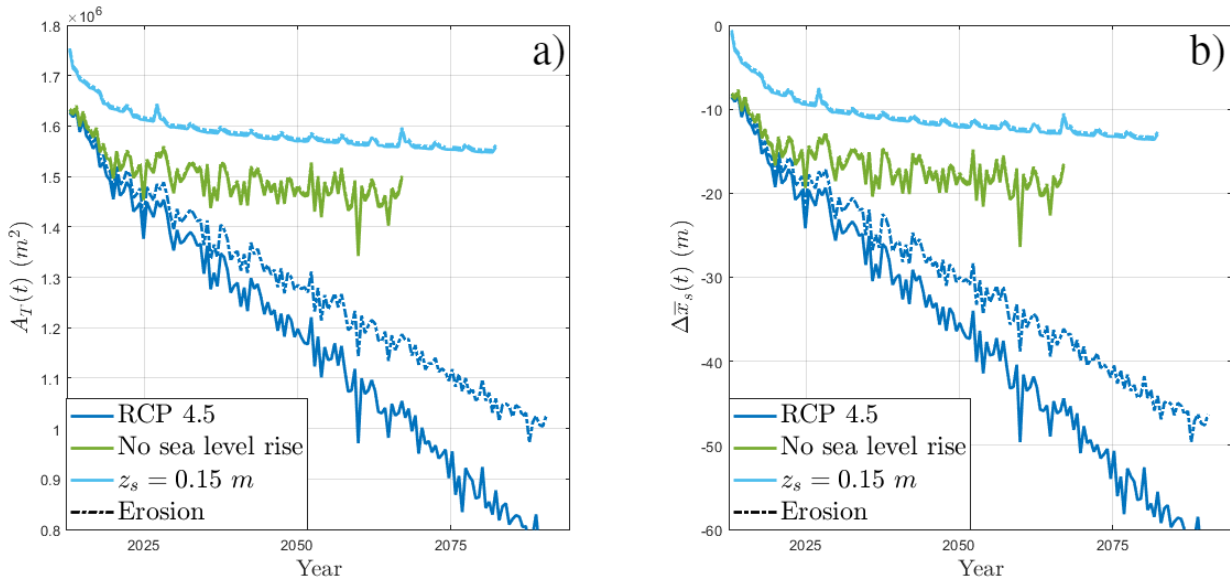 ×10⁶
a)
1.8
1.7
1.6
1.5
1.4
1.3
1.2
1.1
1
0.9
0.8
A_T(t) (m²)
RCP 4.5
No sea level rise
z_s = 0.15 m
Erosion
2025 2050 2075
Year
b)
0
-10
-20
-30
-40
-50
-60
Δx̄_s(t) (m)
RCP 4.5
No sea level rise
z_s = 0.15 m
Erosion
2025 2050 2075
Year